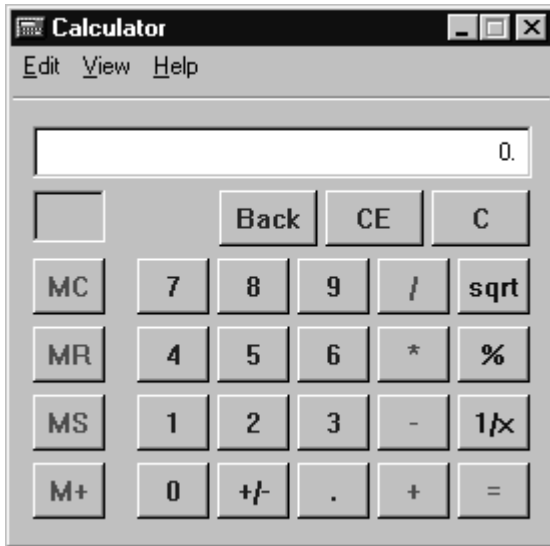 Calculator
Edit View Help
0.
Back CE C
MC 7 8 9 / sqrt
MR 4 5 6 * %
MS 1 2 3 - 1/x
M+ 0 +/- . + =